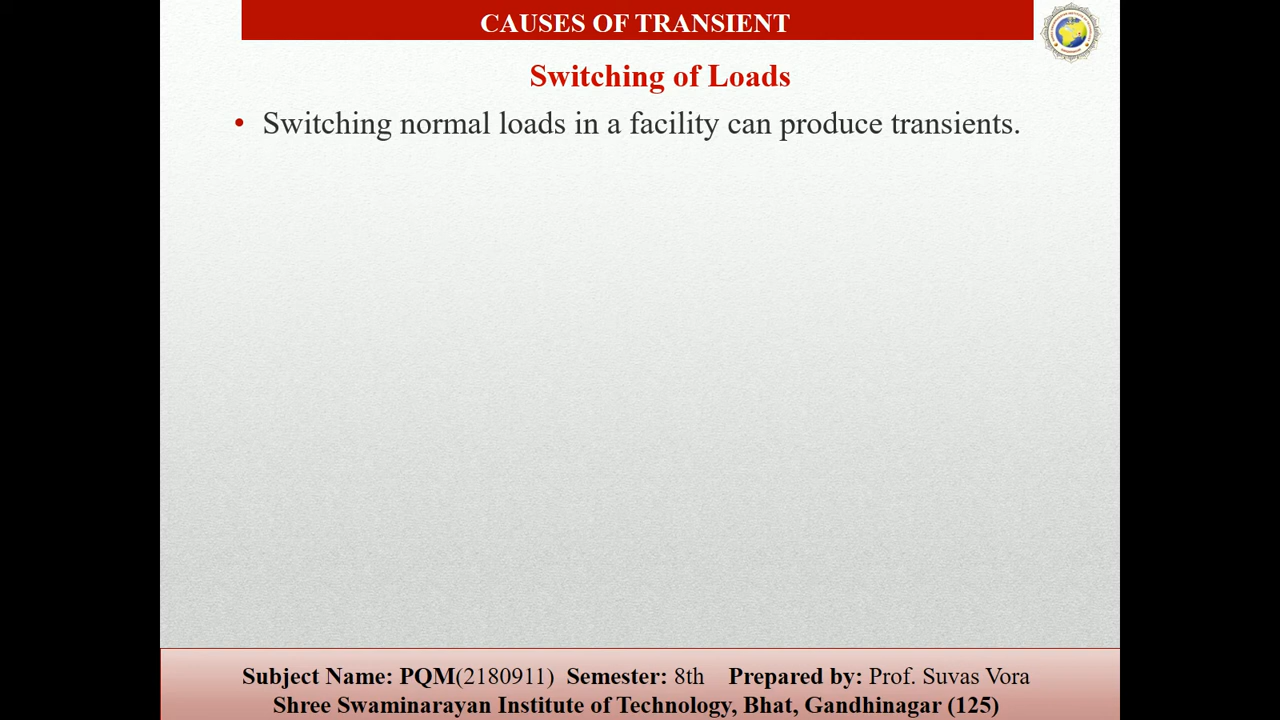 CAUSES OF TRANSIENT
Switching of Loads
• Switching normal loads in a facility can produce transients.
Subject Name: PQM(2180911) Semester: 8th Prepared by: Prof. Suvas Vora
Shree Swaminarayan Institute of Technology, Bhat, Gandhinagar (125)